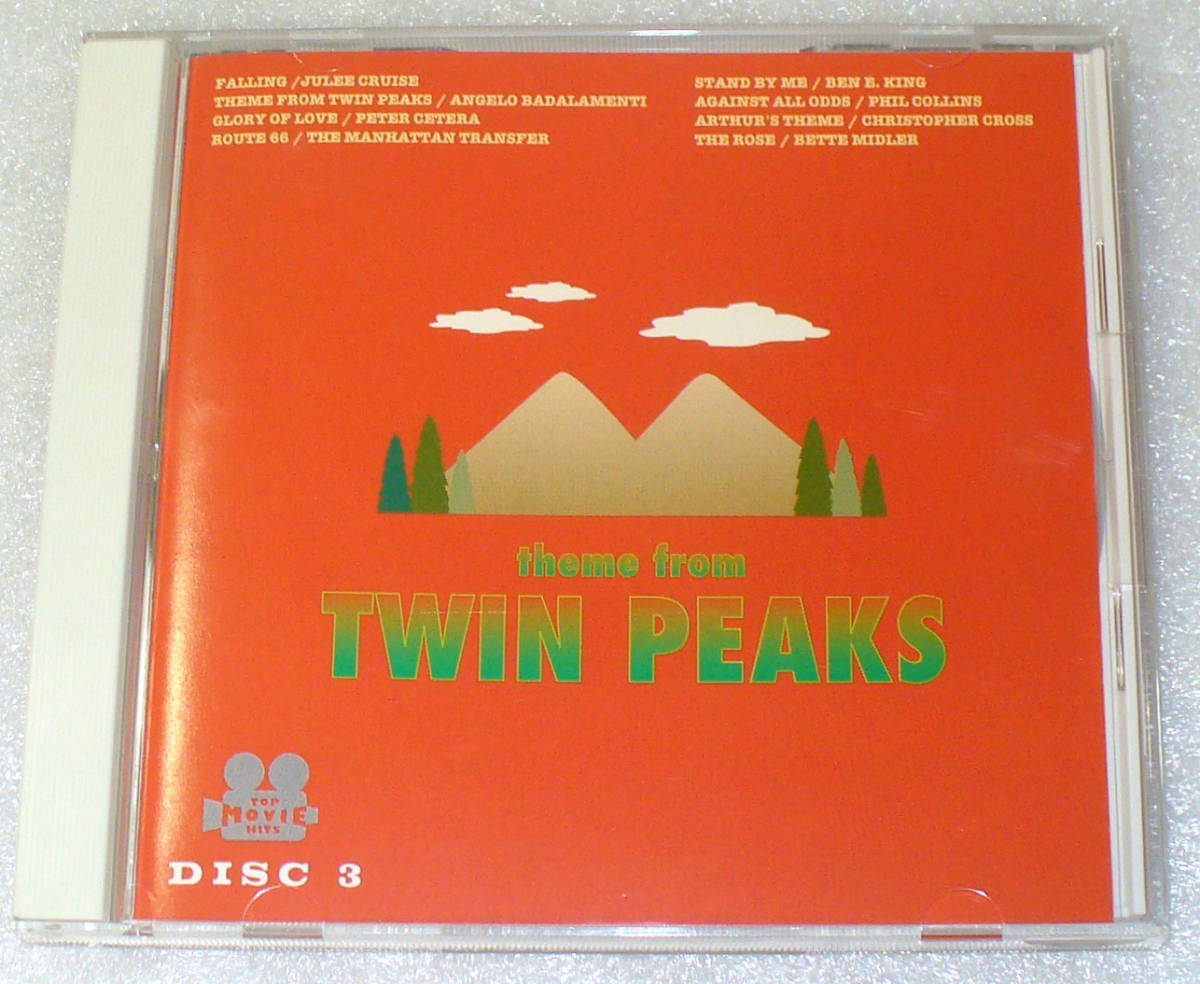 FALLING /JULEE CRUISE
THEME FROM TWIN PEAKS / ANGELO BADALAMENTI
GLORY OF LOVE / PETER CETERA
ROUTE 66 / THE MANHATTAN TRANSFER
STAND BY ME / BEN E. KING
AGAINST ALL ODDS / PHIL COLLINS
ARTHUR'S THEME / CHRISTOPHER CROSS
THE ROSE / BETTE MIDLER
theme from
TWIN PEAKS
TOP
MOVIE
HITS
DISC 3